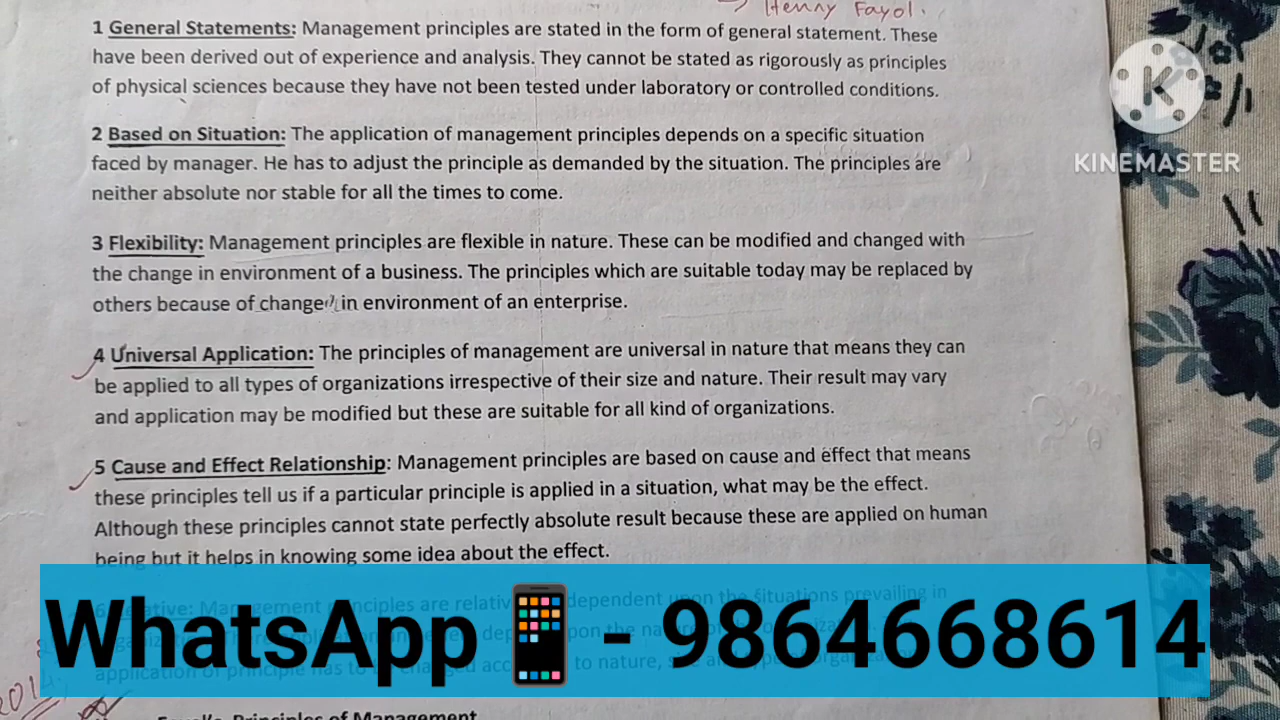 → Henny Fayol.
1 General Statements: Management principles are stated in the form of general statement. These
have been derived out of experience and analysis. They cannot be stated as rigorously as principles
of physical sciences because they have not been tested under laboratory or controlled conditions.
KINEMASTER
2 Based on Situation: The application of management principles depends on a specific situation
faced by manager. He has to adjust the principle as demanded by the situation. The principles are
neither absolute nor stable for all the times to come.
3 Flexibility: Management principles are flexible in nature. These can be modified and changed with
the change in environment of a business. The principles which are suitable today may be replaced by
others because of change in environment of an enterprise.
4 Universal Application: The principles of management are universal in nature that means they can
be applied to all types of organizations irrespective of their size and nature. Their result may vary
and application may be modified but these are suitable for all kind of organizations.
5 Cause and Effect Relationship: Management principles are based on cause and effect that means
these principles tell us if a particular principle is applied in a situation, what may be the effect.
Although these principles cannot state perfectly absolute result because these are applied on human
being but it helps in knowing some idea about the effect.
WhatsApp📱- 9864668614
Principles of Management